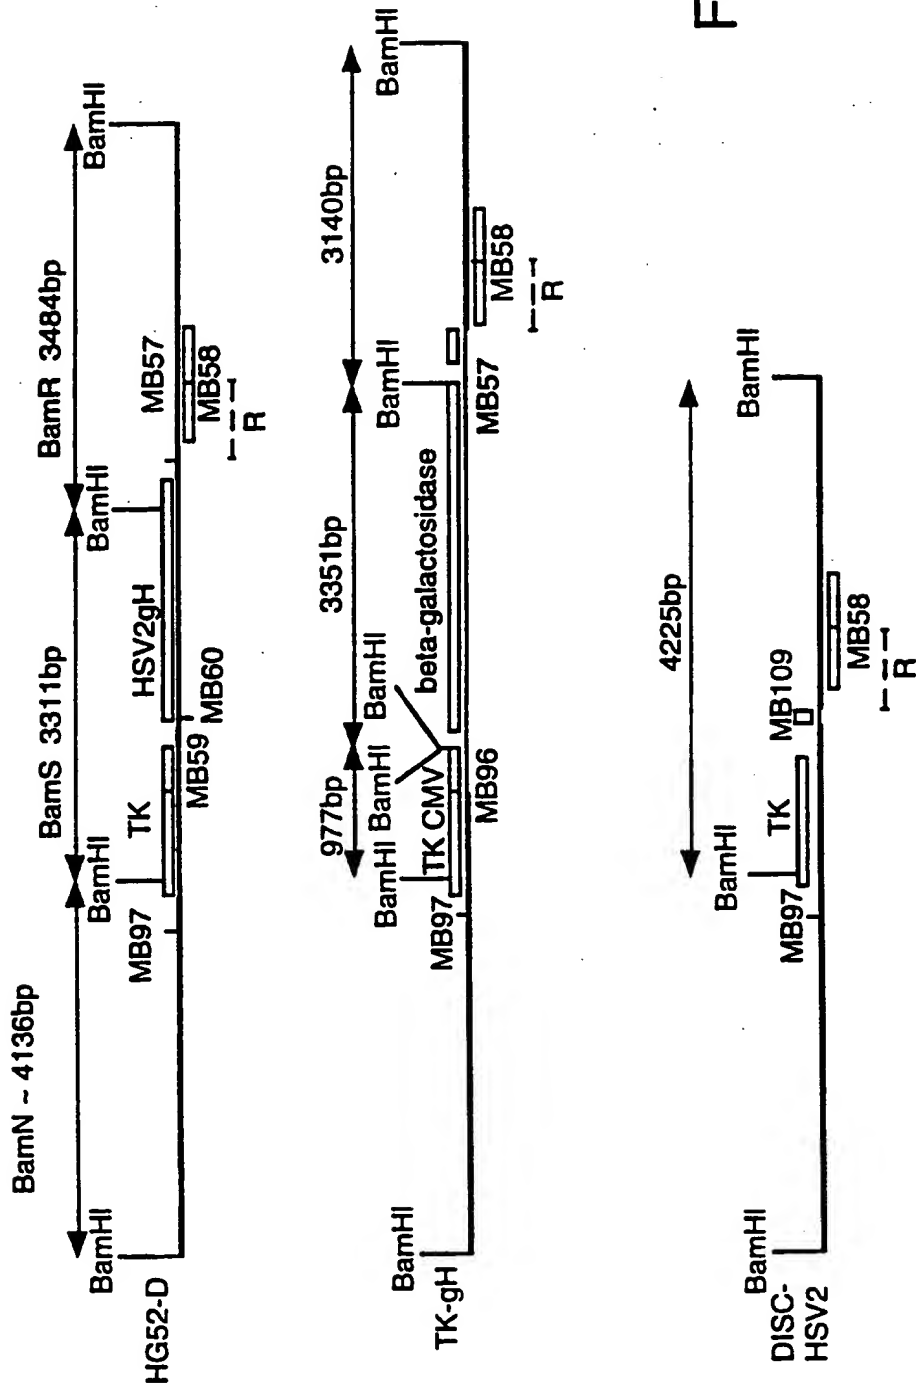 BamN ~ 4136bp
BamS 3311bp
BamR 3484bp
BamHI
BamHI
BamHI
BamHI
MB97
TK
HSV2gH
MB57
HG52-D
MB59
MB60
MB58
R
977bp
3351bp
3140bp
BamHI
BamHI
BamHI
BamHI
BamHI
BamHI
MB97
TK CMV
beta-galactosidase
TK-gH
MB96
MB57
MB58
R
4225bp
BamHI
BamHI
BamHI
MB97
TK
MB109
DISC-
HSV2
MB58
R